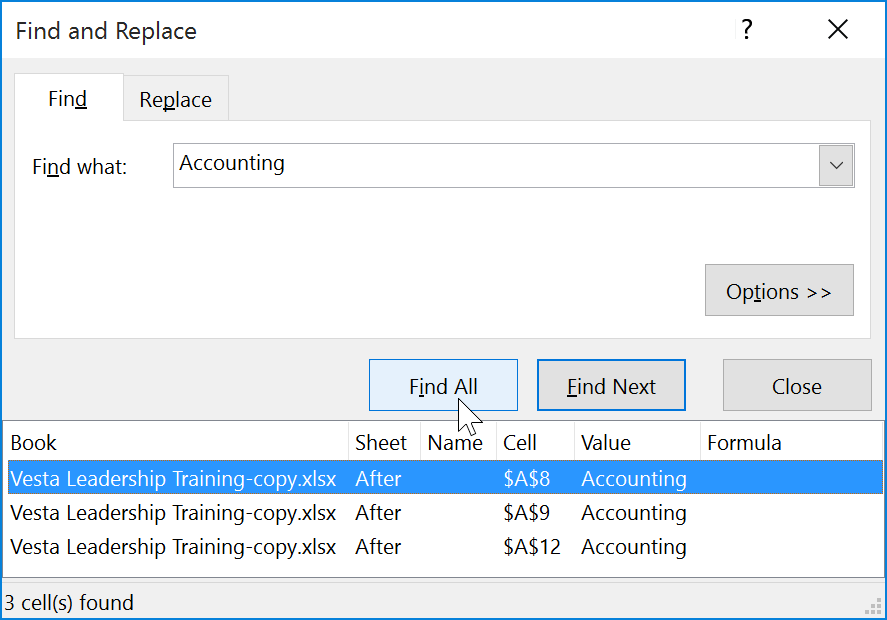 Find and Replace ?
Find Replace
Find what: Accounting
Options >>
Find All Find Next Close
Book Sheet Name Cell Value Formula
Vesta Leadership Training-copy.xlsx After $A$8 Accounting
Vesta Leadership Training-copy.xlsx After $A$9 Accounting
Vesta Leadership Training-copy.xlsx After $A$12 Accounting
3 cell(s) found